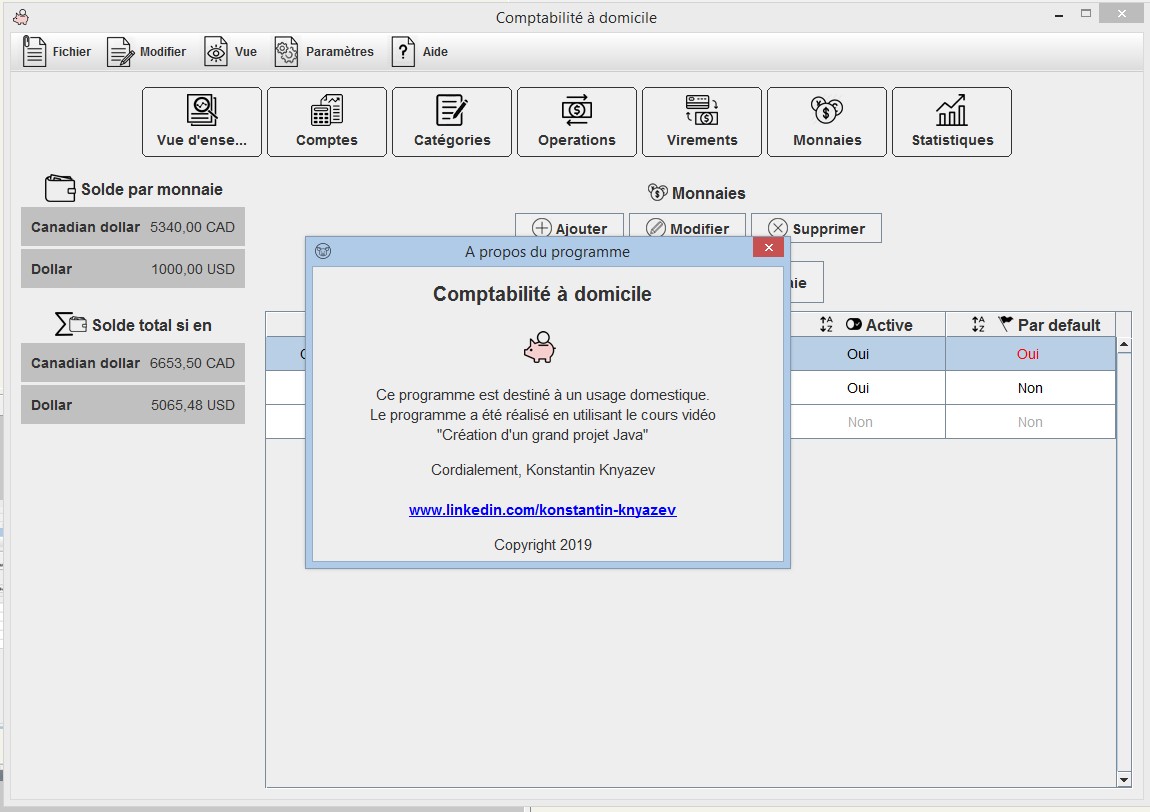 Comptabilité à domicile
Fichier Modifier Vue Paramètres Aide
Vue d'ense... Comptes Catégories Operations Virements Monnaies Statistiques
Solde par monnaie
Canadian dollar 5340,00 CAD
Dollar 1000,00 USD
Solde total si en
Canadian dollar 6653,50 CAD
Dollar 5065,48 USD
Monnaies
Ajouter Modifier Supprimer
Active Par default
Oui Oui
Oui Non
Non Non
A propos du programme
Comptabilité à domicile
Ce programme est destiné à un usage domestique.
Le programme a été réalisé en utilisant le cours vidéo
"Création d'un grand projet Java"
Cordialement, Konstantin Knyazev
www.linkedin.com/konstantin-knyazev
Copyright 2019